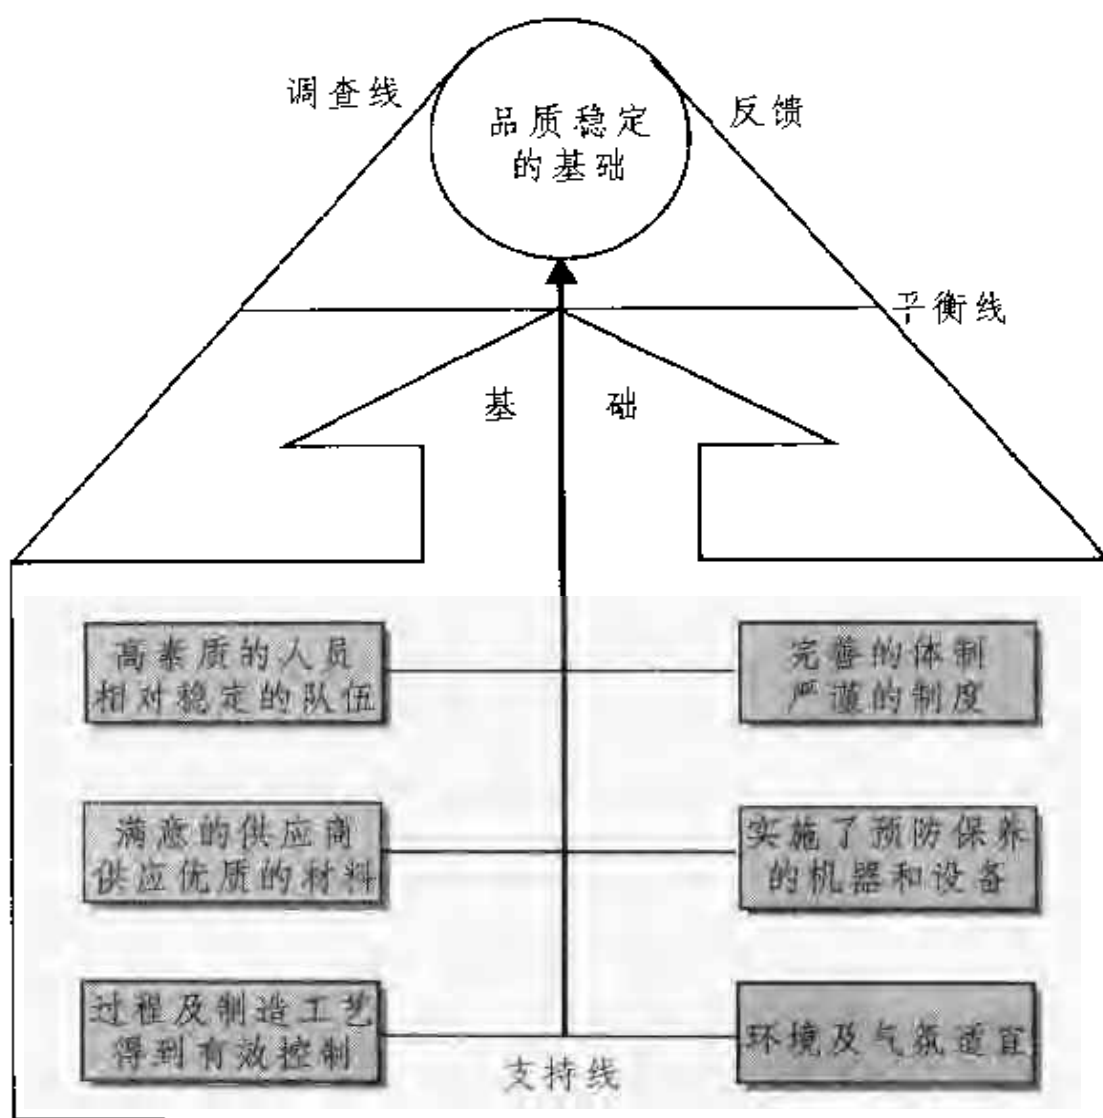 调查线
反馈
品质稳定
的基础
平衡线
基 础
高素质的人员
相对稳定的队伍
完善的体制
严谨的制度
满意的供应商
供应优质的材料
实施了预防保养
的机器和设备
过程及制造工艺
得到有效控制
环境及气氛适宜
支持线